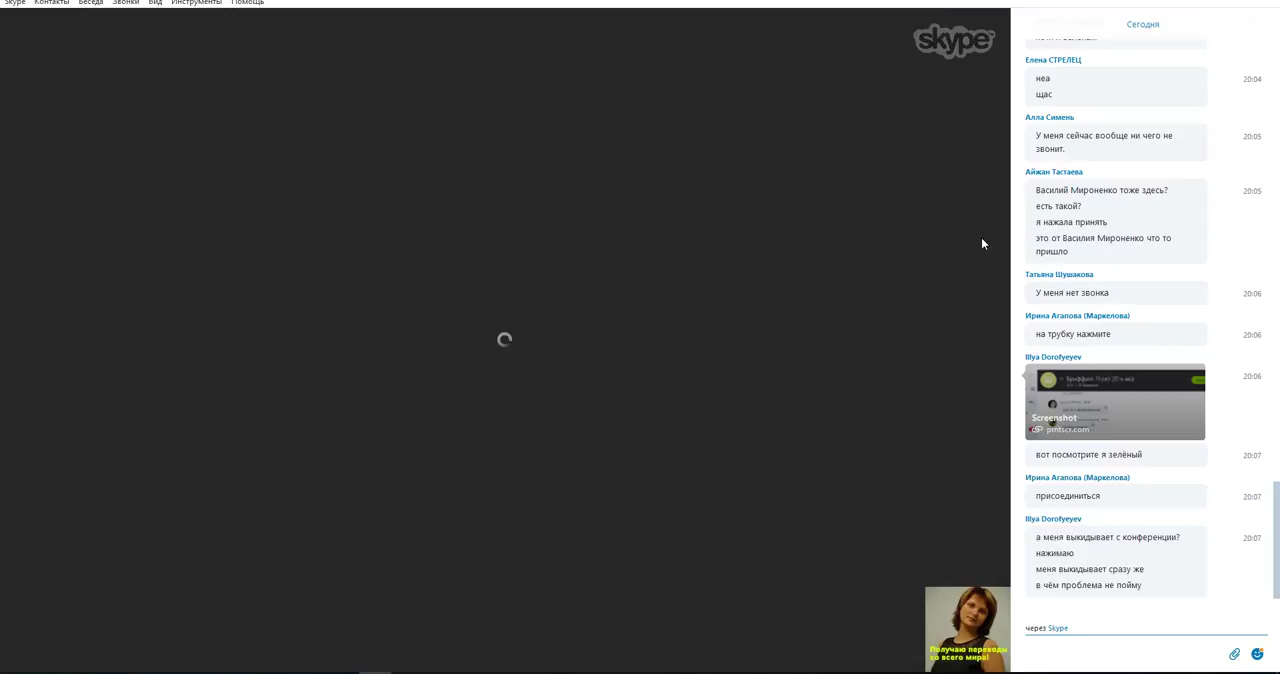 Skype Контакты Беседа Звонки Вид Инструменты Помощь
skype
Сегодня
Елена СТРЕЛЕЦ
неа
20:04
щас
Алла Симень
У меня сейчас вообще ни чего не
звонит.
20:05
Айжан Тастаева
Василий Мироненко тоже здесь?
20:05
есть такой?
я нажала принять
это от Василия Мироненко что то
пришло
Татьяна Шушакова
У меня нет звонка
20:06
Ирина Агапова (Маркелова)
на трубку нажмите
20:06
Illya Dorofyeyev
20:06
Screenshot
prntscr.com
вот посмотрите я зелёный
20:07
Ирина Агапова (Маркелова)
присоединиться
20:07
Illya Dorofyeyev
а меня выкидывает с конференции?
20:07
нажимаю
меня выкидывает сразу же
в чём проблема не пойму
Получаю переводы
со всего мира!
через Skype